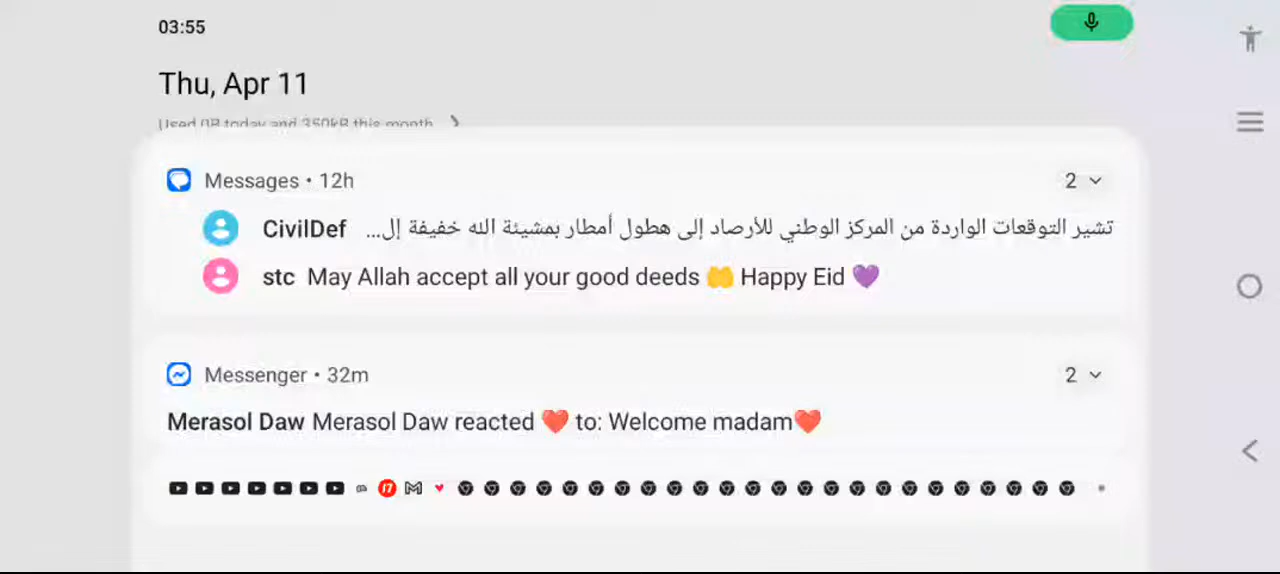 03:55
Thu, Apr 11
Used 0B today and 350kB this month
Messages • 12h
2
CivilDef تشير التوقعات الواردة من المركز الوطني للأرصاد إلى هطول أمطار بمشيئة الله خفيفة إل...
stc May Allah accept all your good deeds 🤲 Happy Eid 💜
Messenger • 32m
2
Merasol Daw Merasol Daw reacted ❤️ to: Welcome madam❤️